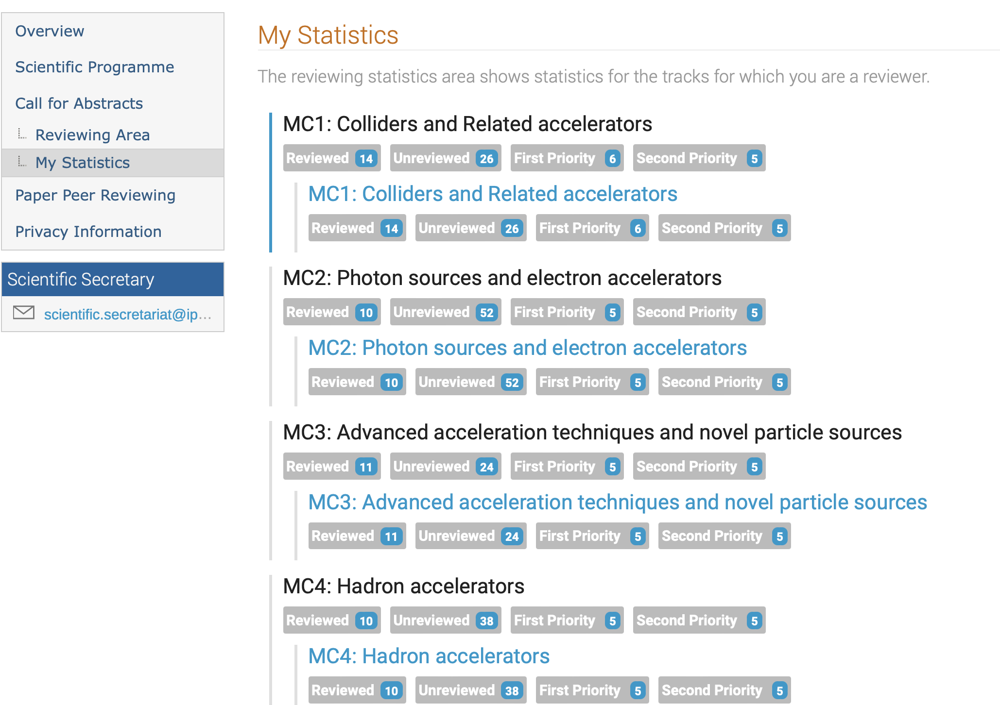 Overview
Scientific Programme
Call for Abstracts
Reviewing Area
My Statistics
Paper Peer Reviewing
Privacy Information
Scientific Secretary
scientific.secretariat@ip...
My Statistics
The reviewing statistics area shows statistics for the tracks for which you are a reviewer.
MC1: Colliders and Related accelerators
Reviewed 14 Unreviewed 26 First Priority 6 Second Priority 5
MC1: Colliders and Related accelerators
Reviewed 14 Unreviewed 26 First Priority 6 Second Priority 5
MC2: Photon sources and electron accelerators
Reviewed 10 Unreviewed 52 First Priority 5 Second Priority 5
MC2: Photon sources and electron accelerators
Reviewed 10 Unreviewed 52 First Priority 5 Second Priority 5
MC3: Advanced acceleration techniques and novel particle sources
Reviewed 11 Unreviewed 24 First Priority 5 Second Priority 5
MC3: Advanced acceleration techniques and novel particle sources
Reviewed 11 Unreviewed 24 First Priority 5 Second Priority 5
MC4: Hadron accelerators
Reviewed 10 Unreviewed 38 First Priority 5 Second Priority 5
MC4: Hadron accelerators
Reviewed 10 Unreviewed 38 First Priority 5 Second Priority 5